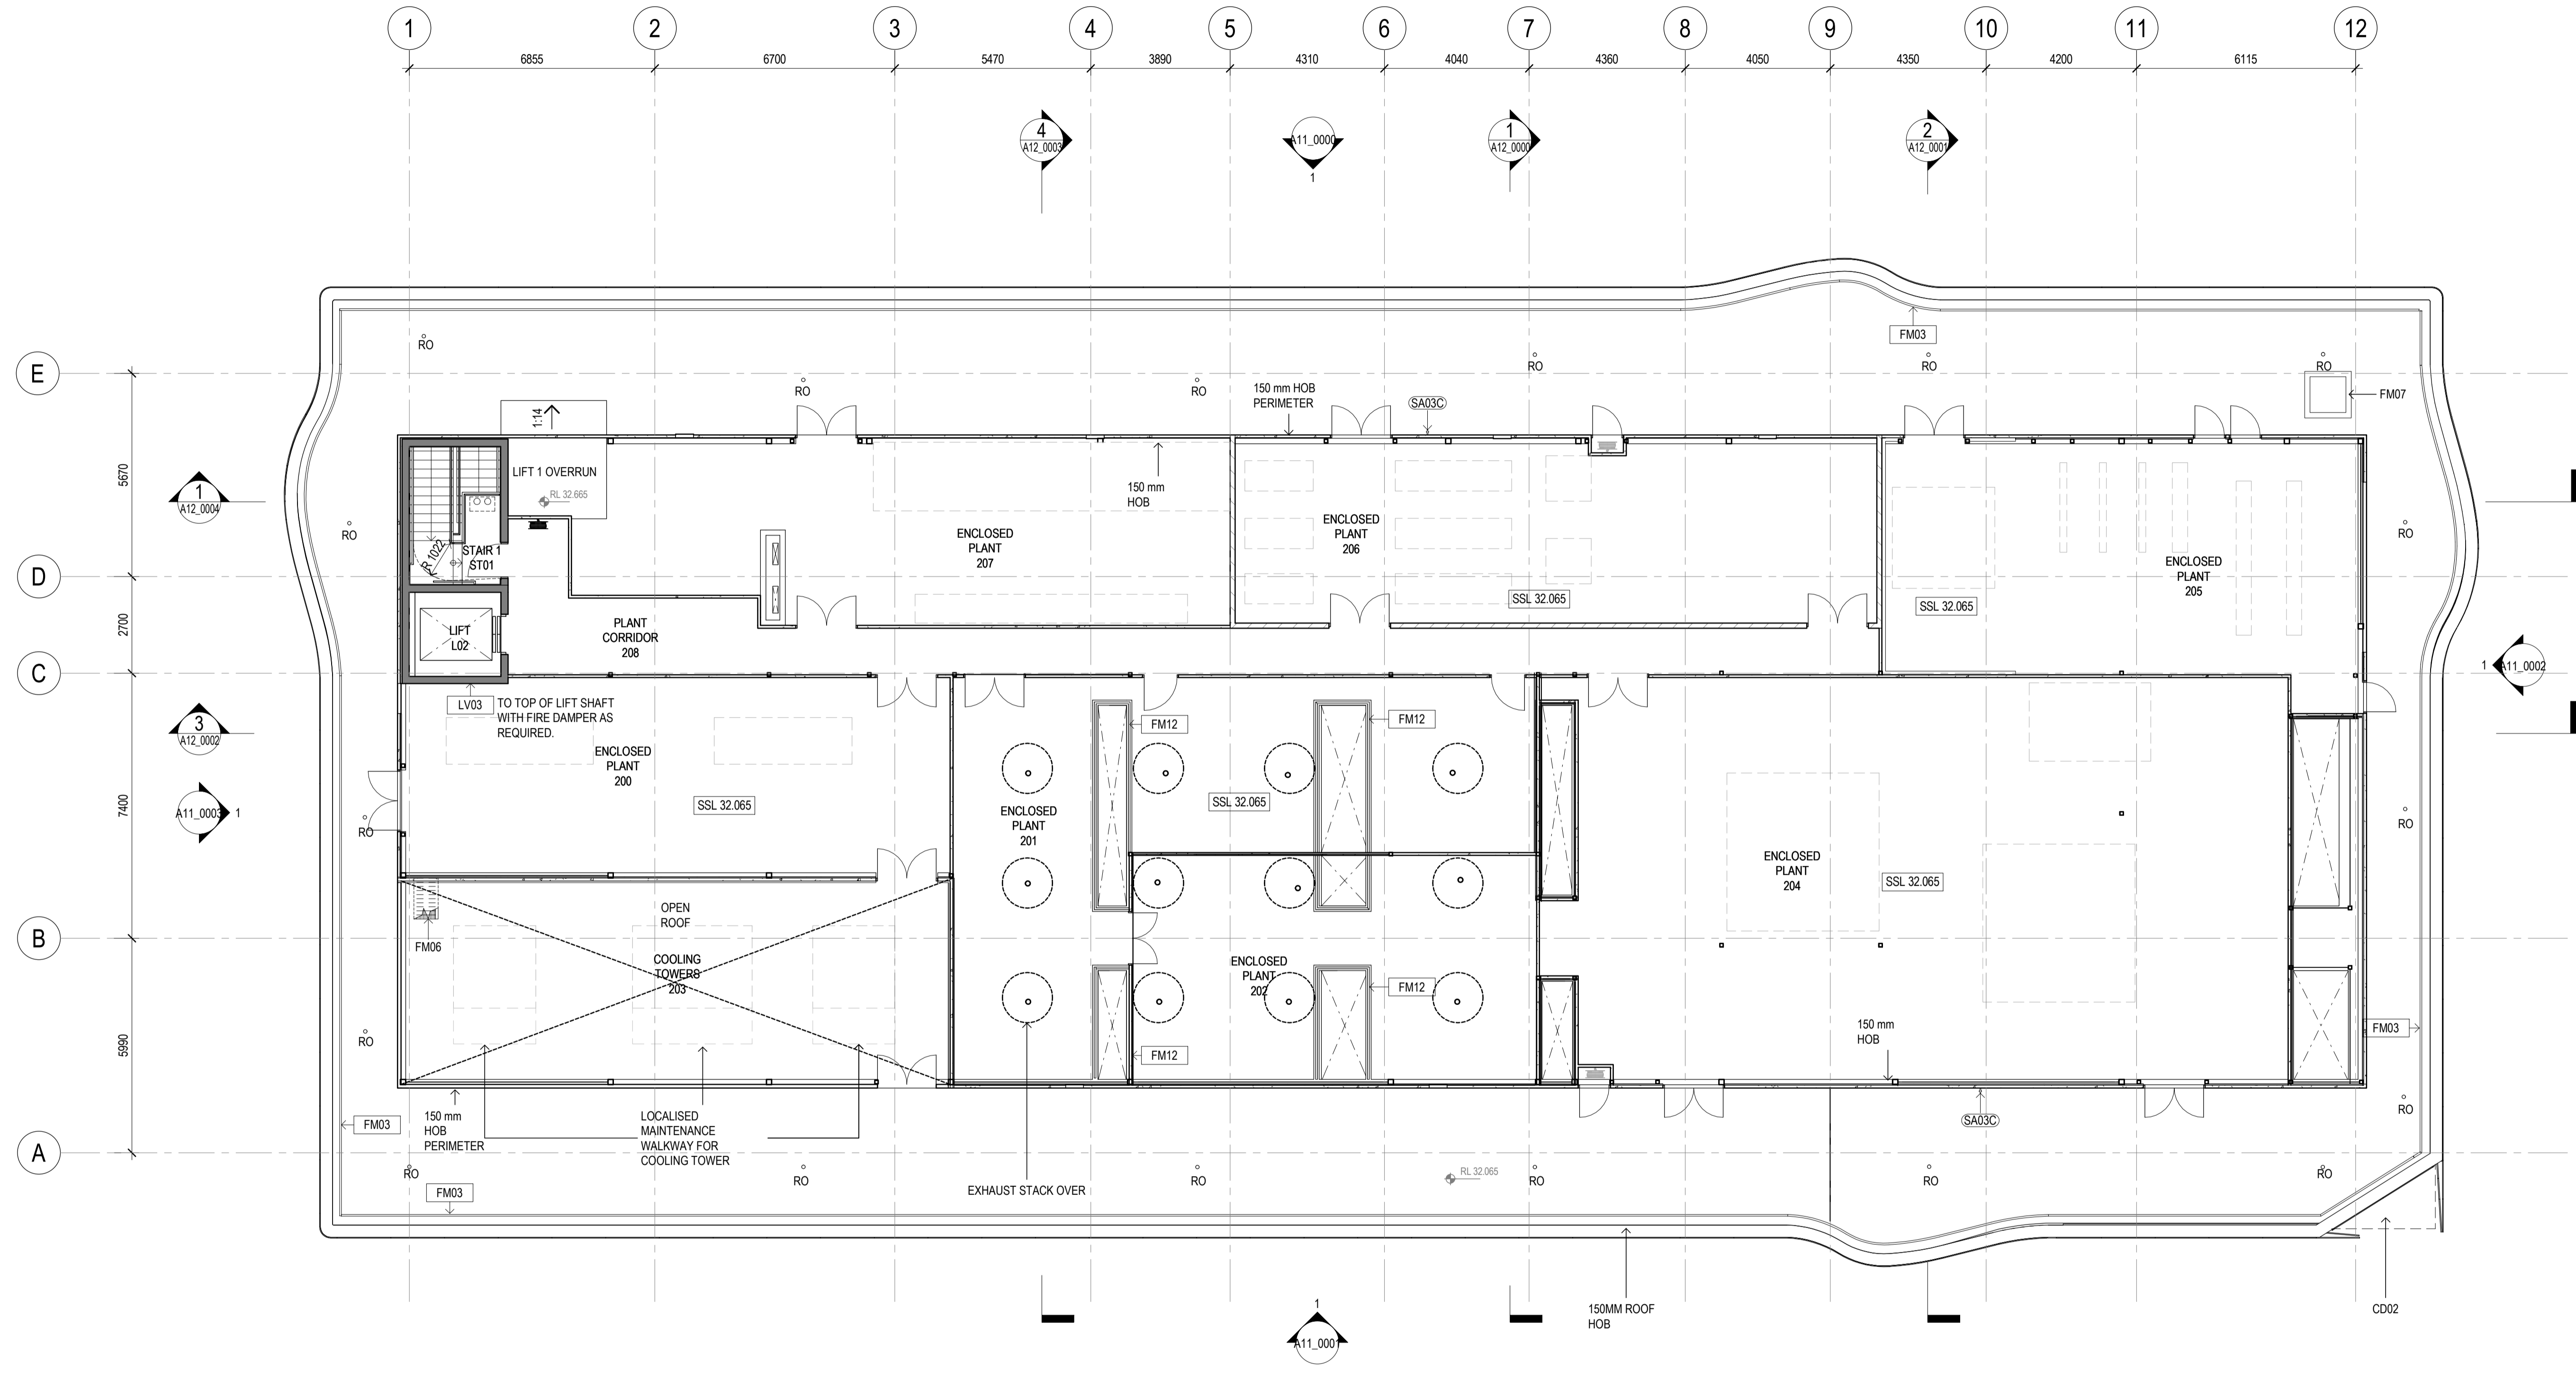 1 2 3 4 5 6 7 8 9 10 11 12
6855 6700 5470 3890 4310 4040 4360 4050 4350 4200 6115
4
A12_0003
A11_0000
1
1
A12_0000
2
A12_0001
FM03
RO
RO
RO
RO
RO
RO
E
FM07
150 mm HOB
PERIMETER
SA03C
1:14
5670
LIFT 1 OVERRUN
RL 32.665
150 mm
HOB
1
A12_0004
RO
RO
ENCLOSED
PLANT
207
ENCLOSED
PLANT
206
ENCLOSED
PLANT
205
R 1022
STAIR 1
ST01
D
SSL 32.065
SSL 32.065
2700
LIFT
L02
PLANT
CORRIDOR
208
C
1
A11_0002
LV03
TO TOP OF LIFT SHAFT
WITH FIRE DAMPER AS
REQUIRED.
3
A12_0002
FM12
FM12
ENCLOSED
PLANT
200
SSL 32.065
SSL 32.065
7400
A11_0003
1
RO
RO
ENCLOSED
PLANT
201
ENCLOSED
PLANT
204
SSL 32.065
OPEN
ROOF
B
FM06
COOLING
TOWERS
203
ENCLOSED
PLANT
202
FM12
5990
RO
150 mm
HOB
FM03
FM12
RO
FM03
150 mm
HOB
PERIMETER
LOCALISED
MAINTENANCE
WALKWAY FOR
COOLING TOWER
SA03C
A
RO
RO
RO
RL 32.065
RO
RO
RO
FM03
EXHAUST STACK OVER
150MM ROOF
HOB
CD02
1
A11_0001